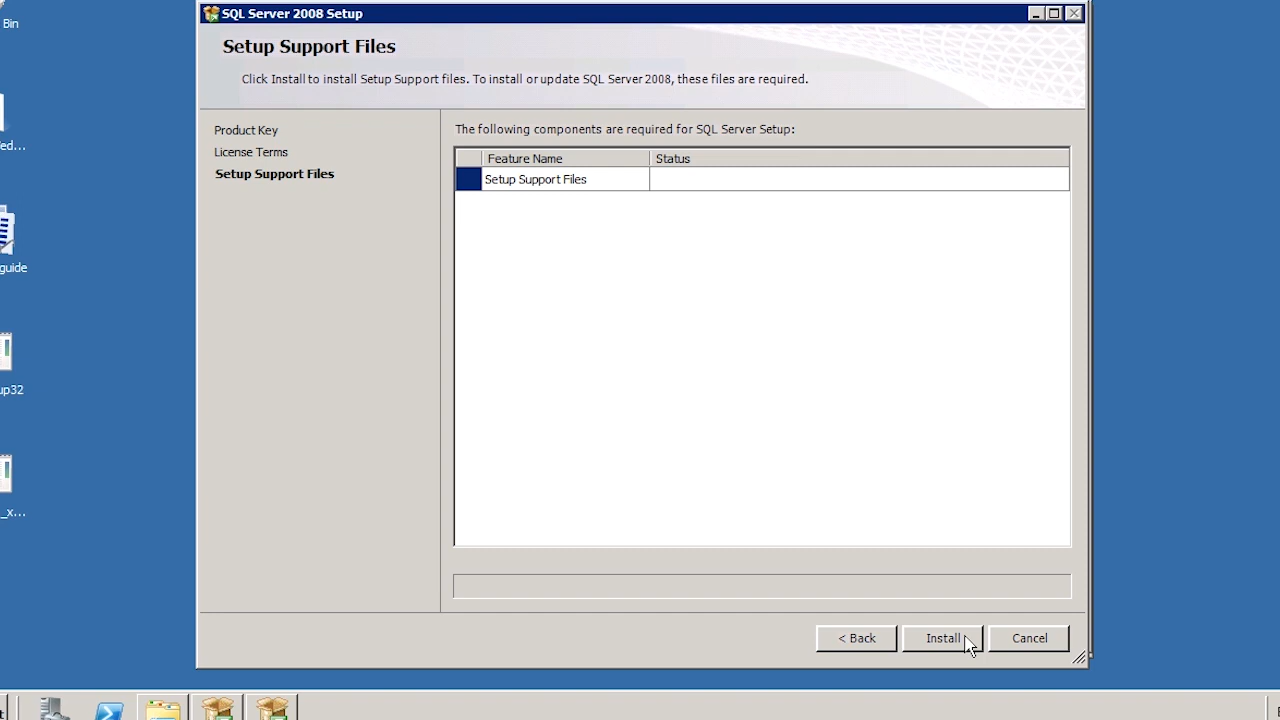 SQL Server 2008 Setup
Bin
Setup Support Files
Click Install to install Setup Support files. To install or update SQL Server 2008, these files are required.
Product Key
License Terms
Setup Support Files
The following components are required for SQL Server Setup:
Feature Name Status
Setup Support Files
ed...
guide
up32
_x...
< Back Install Cancel